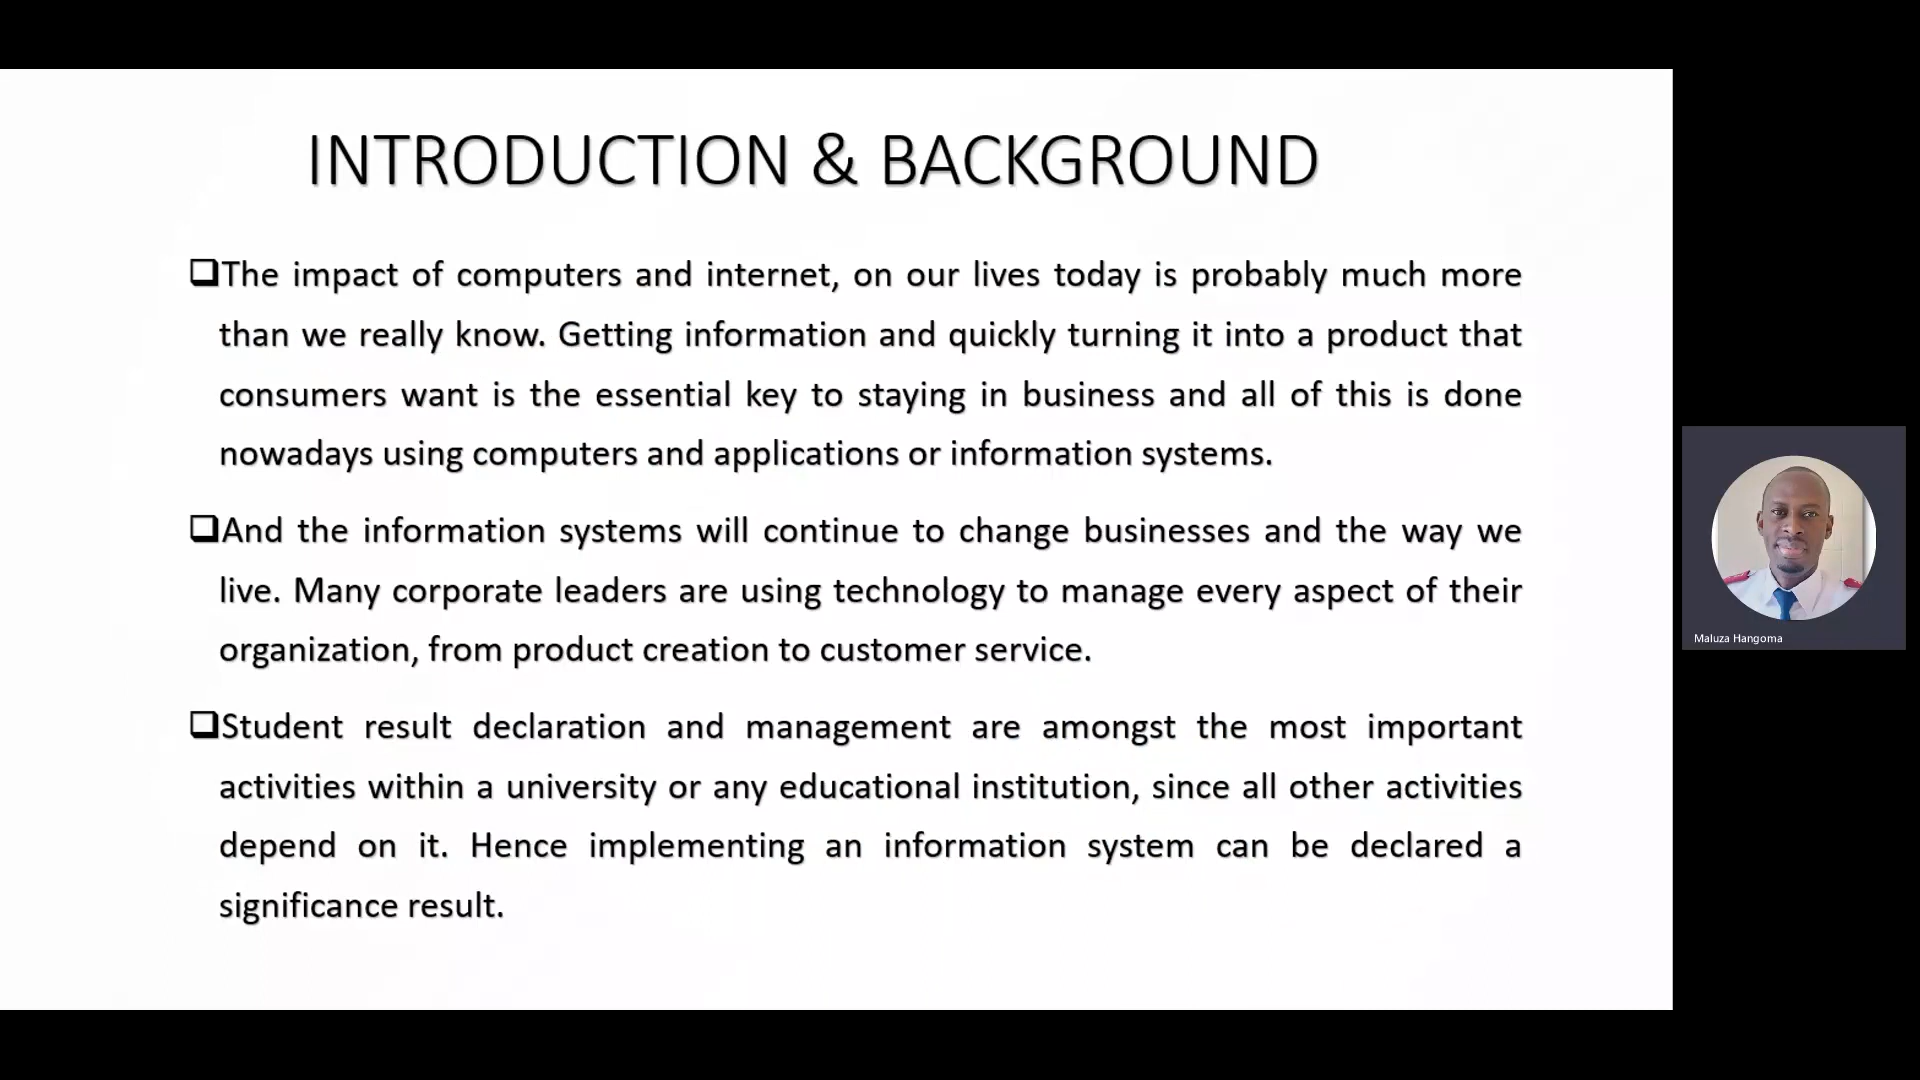 INTRODUCTION & BACKGROUND
❑The impact of computers and internet, on our lives today is probably much more
than we really know. Getting information and quickly turning it into a product that
consumers want is the essential key to staying in business and all of this is done
nowadays using computers and applications or information systems.
❑And the information systems will continue to change businesses and the way we
live. Many corporate leaders are using technology to manage every aspect of their
organization, from product creation to customer service.
❑Student result declaration and management are amongst the most important
activities within a university or any educational institution, since all other activities
depend on it. Hence implementing an information system can be declared a
significance result.
Maluza Hangoma